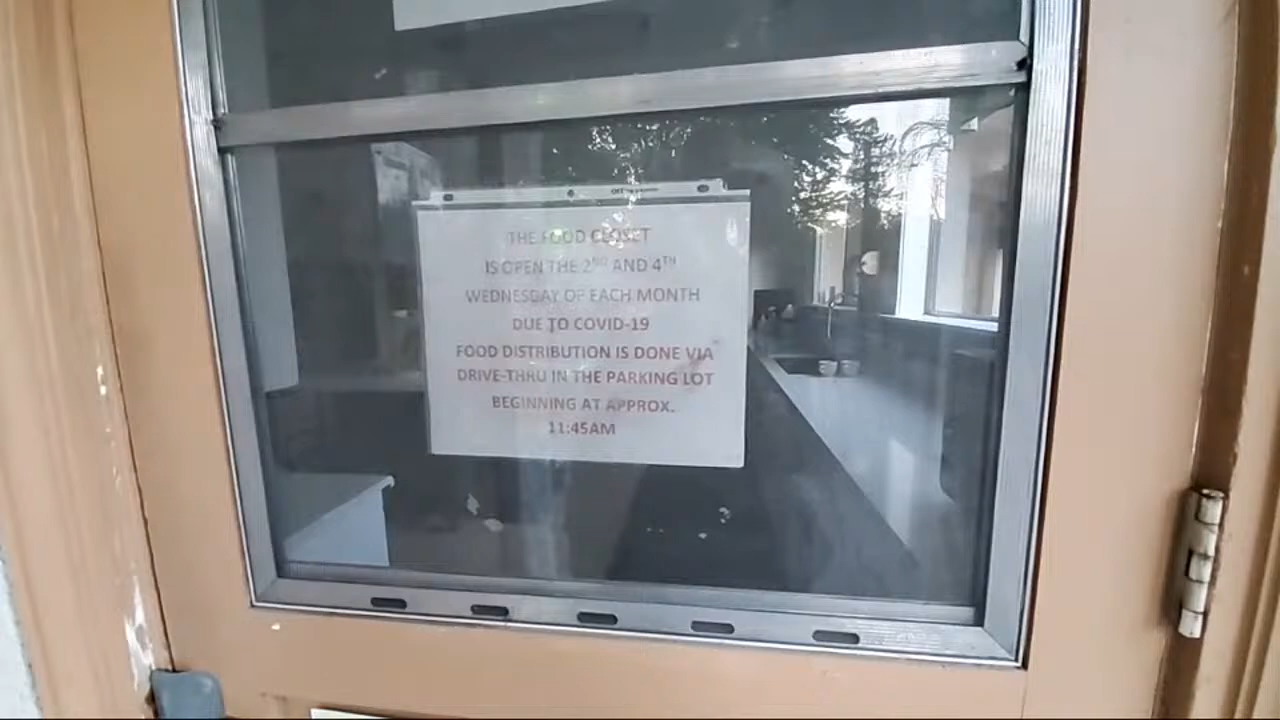 THE FOOD CLOSET
IS OPEN THE 2ND AND 4TH
WEDNESDAY OF EACH MONTH
DUE TO COVID-19
FOOD DISTRIBUTION IS DONE VIA
DRIVE-THRU IN THE PARKING LOT
BEGINNING AT APPROX.
11:45AM